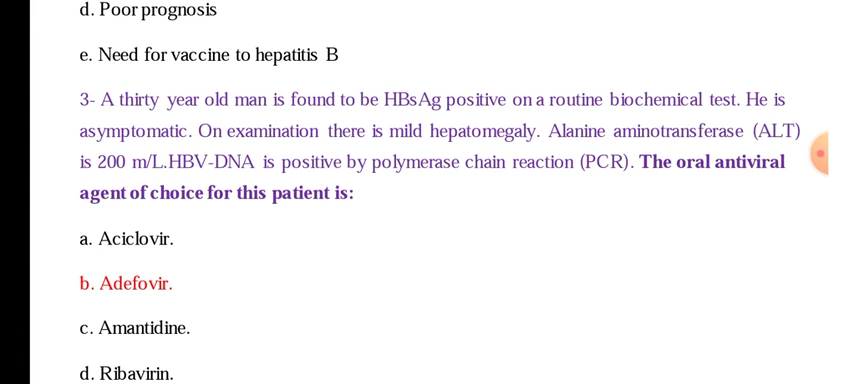 d. Poor prognosis
e. Need for vaccine to hepatitis B
3- A thirty year old man is found to be HBsAg positive on a routine biochemical test. He is
asymptomatic. On examination there is mild hepatomegaly. Alanine aminotransferase (ALT)
is 200 m/L.HBV-DNA is positive by polymerase chain reaction (PCR). The oral antiviral
agent of choice for this patient is:
a. Aciclovir.
b. Adefovir.
c. Amantidine.
d. Ribavirin.